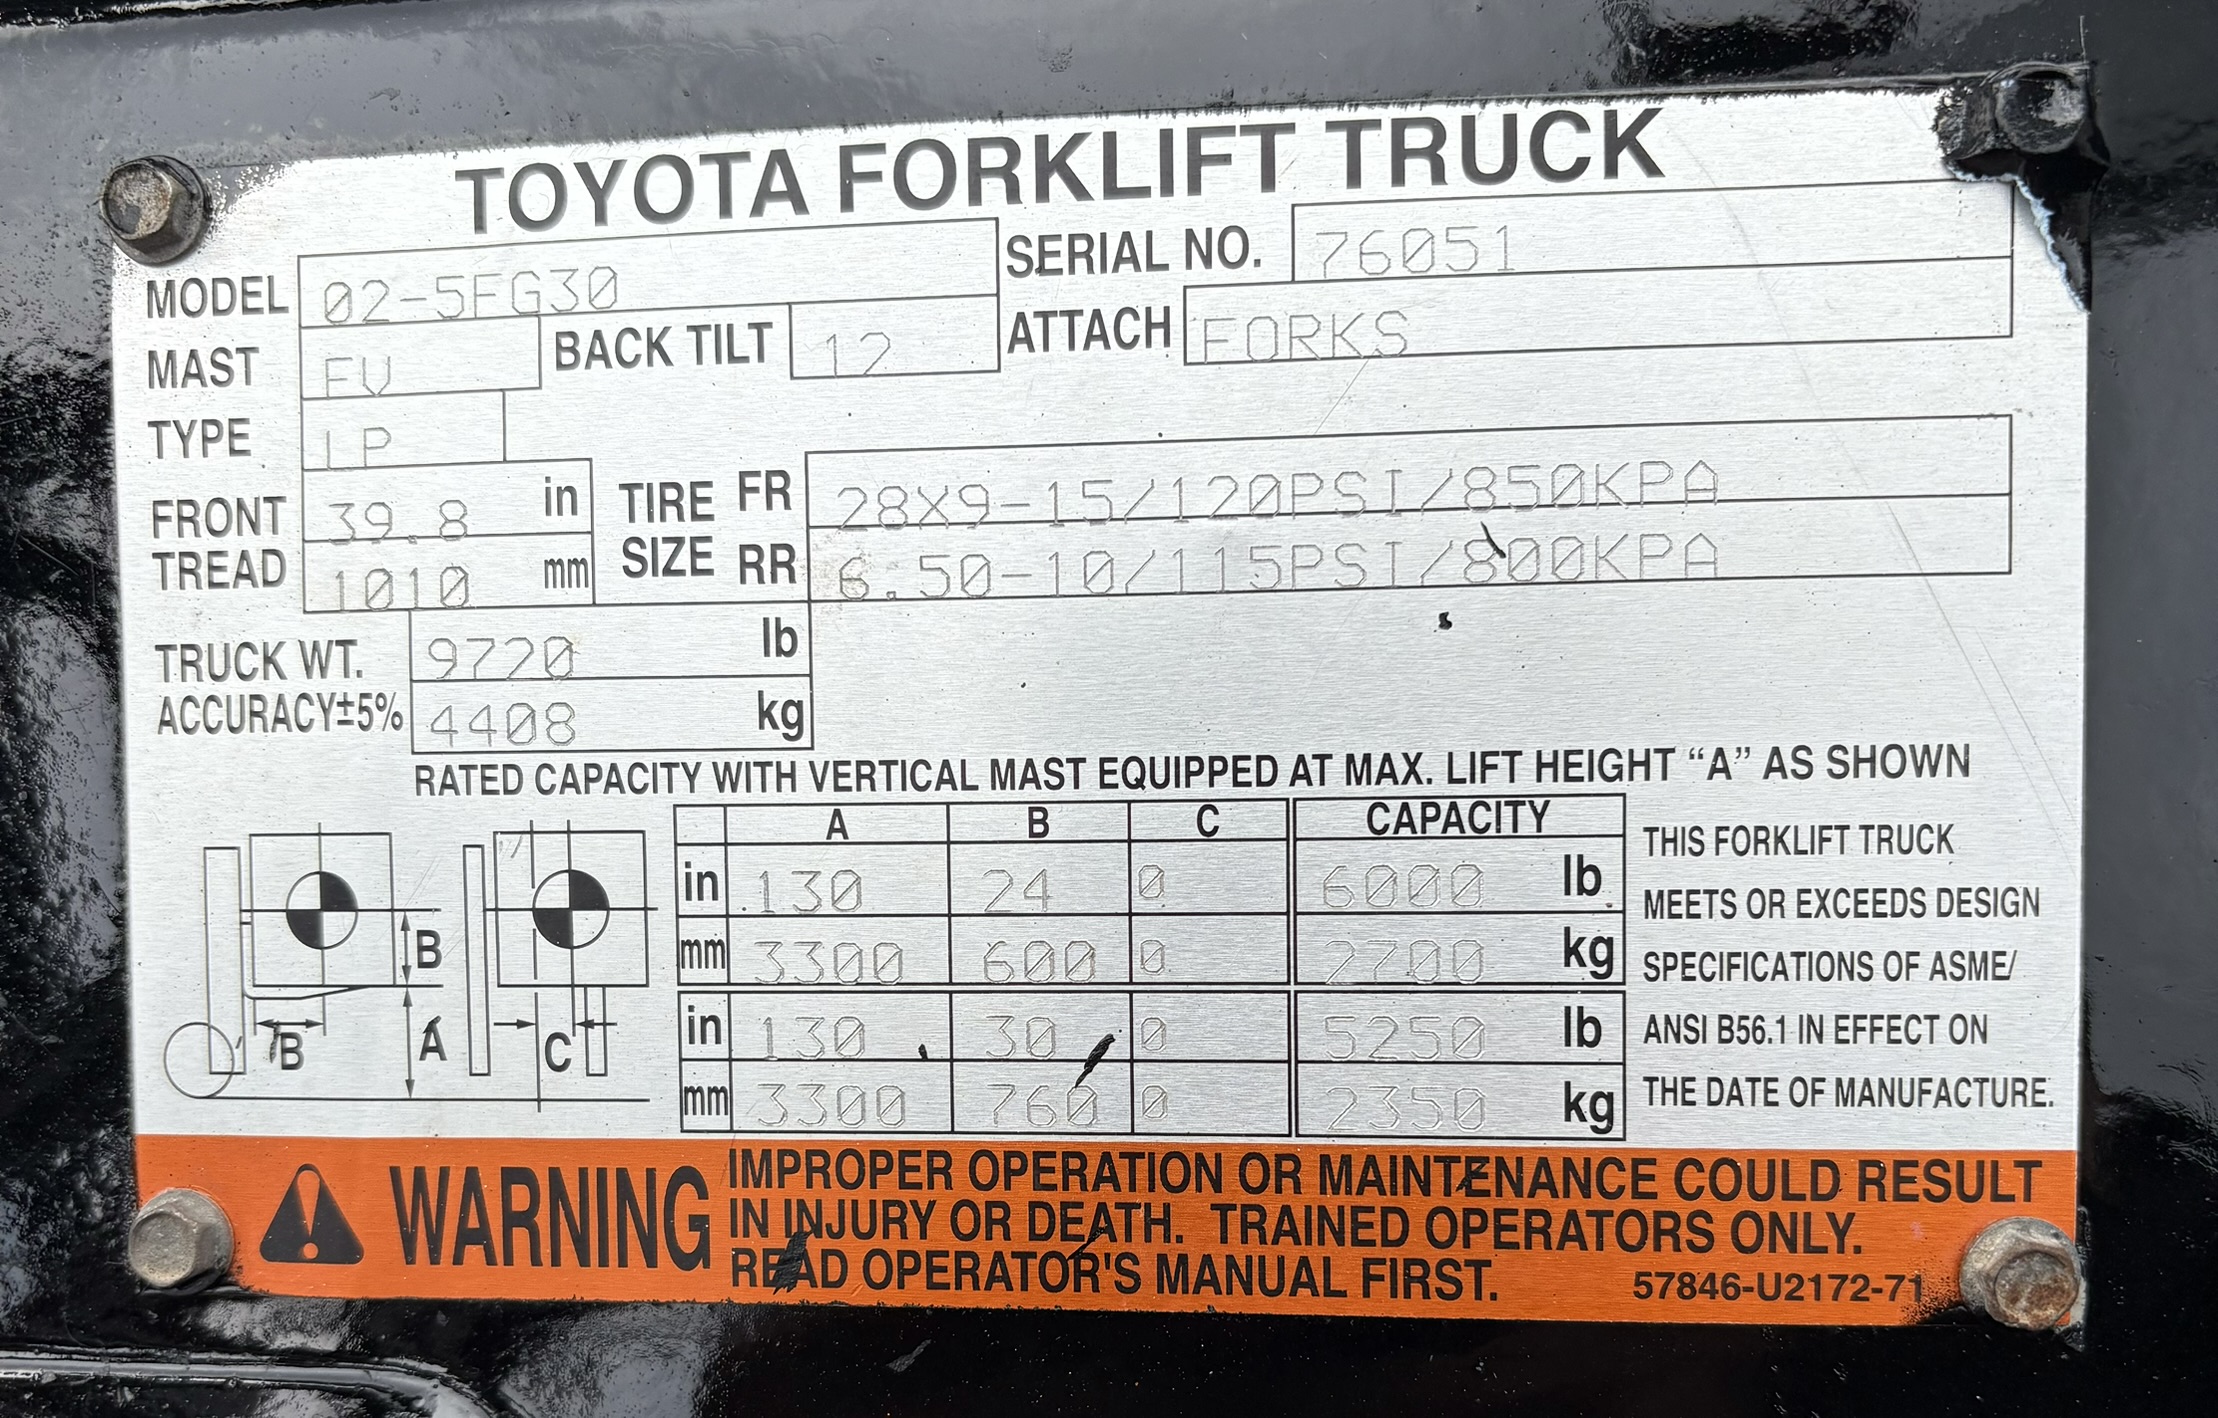 TOYOTA FORKLIFT TRUCK
MODEL 02-5FG30 SERIAL NO. 76051
MAST FV BACK TILT 12 ATTACH FORKS
TYPE LP
FRONT TREAD 39.8 in 1010 mm
TIRE SIZE FR 28X9-15/120PSI/850KPA
RR 6.50-10/115PSI/800KPA
TRUCK WT. 9720 lb
ACCURACY±5% 4408 kg
RATED CAPACITY WITH VERTICAL MAST EQUIPPED AT MAX. LIFT HEIGHT “A” AS SHOWN
A B C CAPACITY
in 130 24 0 6000 lb
mm 3300 600 0 2700 kg
in 130 30 0 5250 lb
mm 3300 760 0 2350 kg
B
B A C
THIS FORKLIFT TRUCK
MEETS OR EXCEEDS DESIGN
SPECIFICATIONS OF ASME/
ANSI B56.1 IN EFFECT ON
THE DATE OF MANUFACTURE.
WARNING
IMPROPER OPERATION OR MAINTENANCE COULD RESULT
IN INJURY OR DEATH. TRAINED OPERATORS ONLY.
READ OPERATOR'S MANUAL FIRST. 57846-U2172-71